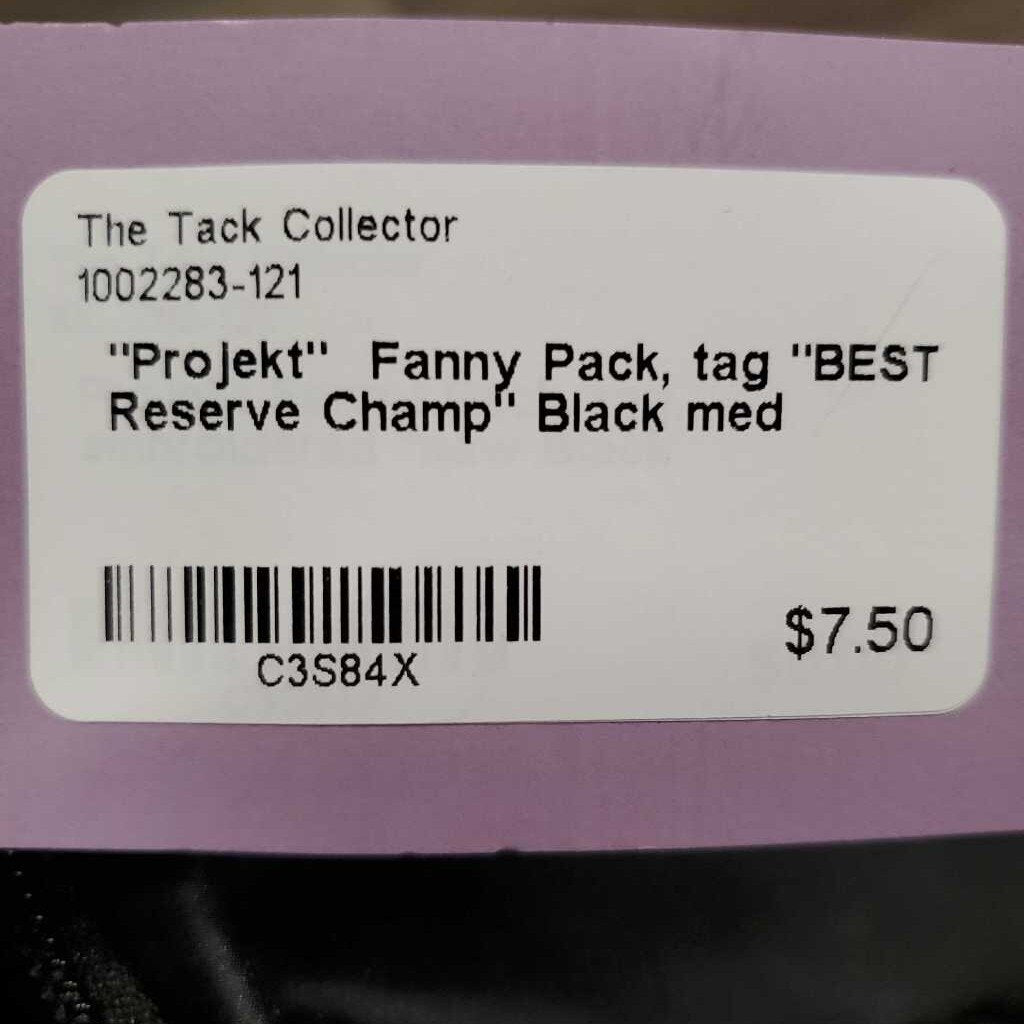 The Tack Collector
1002283-121
"Projekt" Fanny Pack, tag "BEST
Reserve Champ" Black med
C3S84X
$7.50